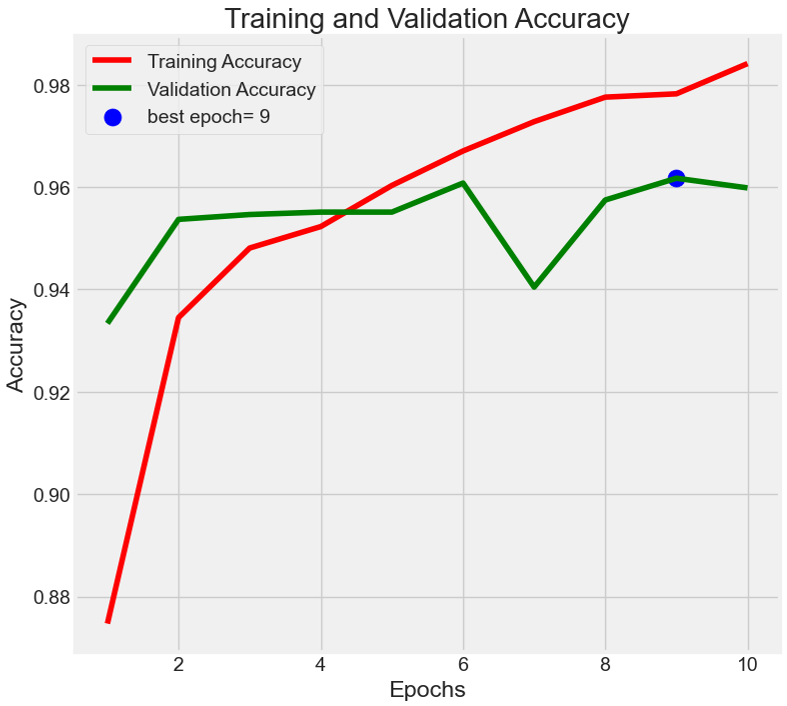 Training and Validation Accuracy
Training Accuracy
Validation Accuracy
best epoch= 9
0.98
0.96
0.94
0.92
0.90
0.88
Accuracy
2 4 6 8 10
Epochs